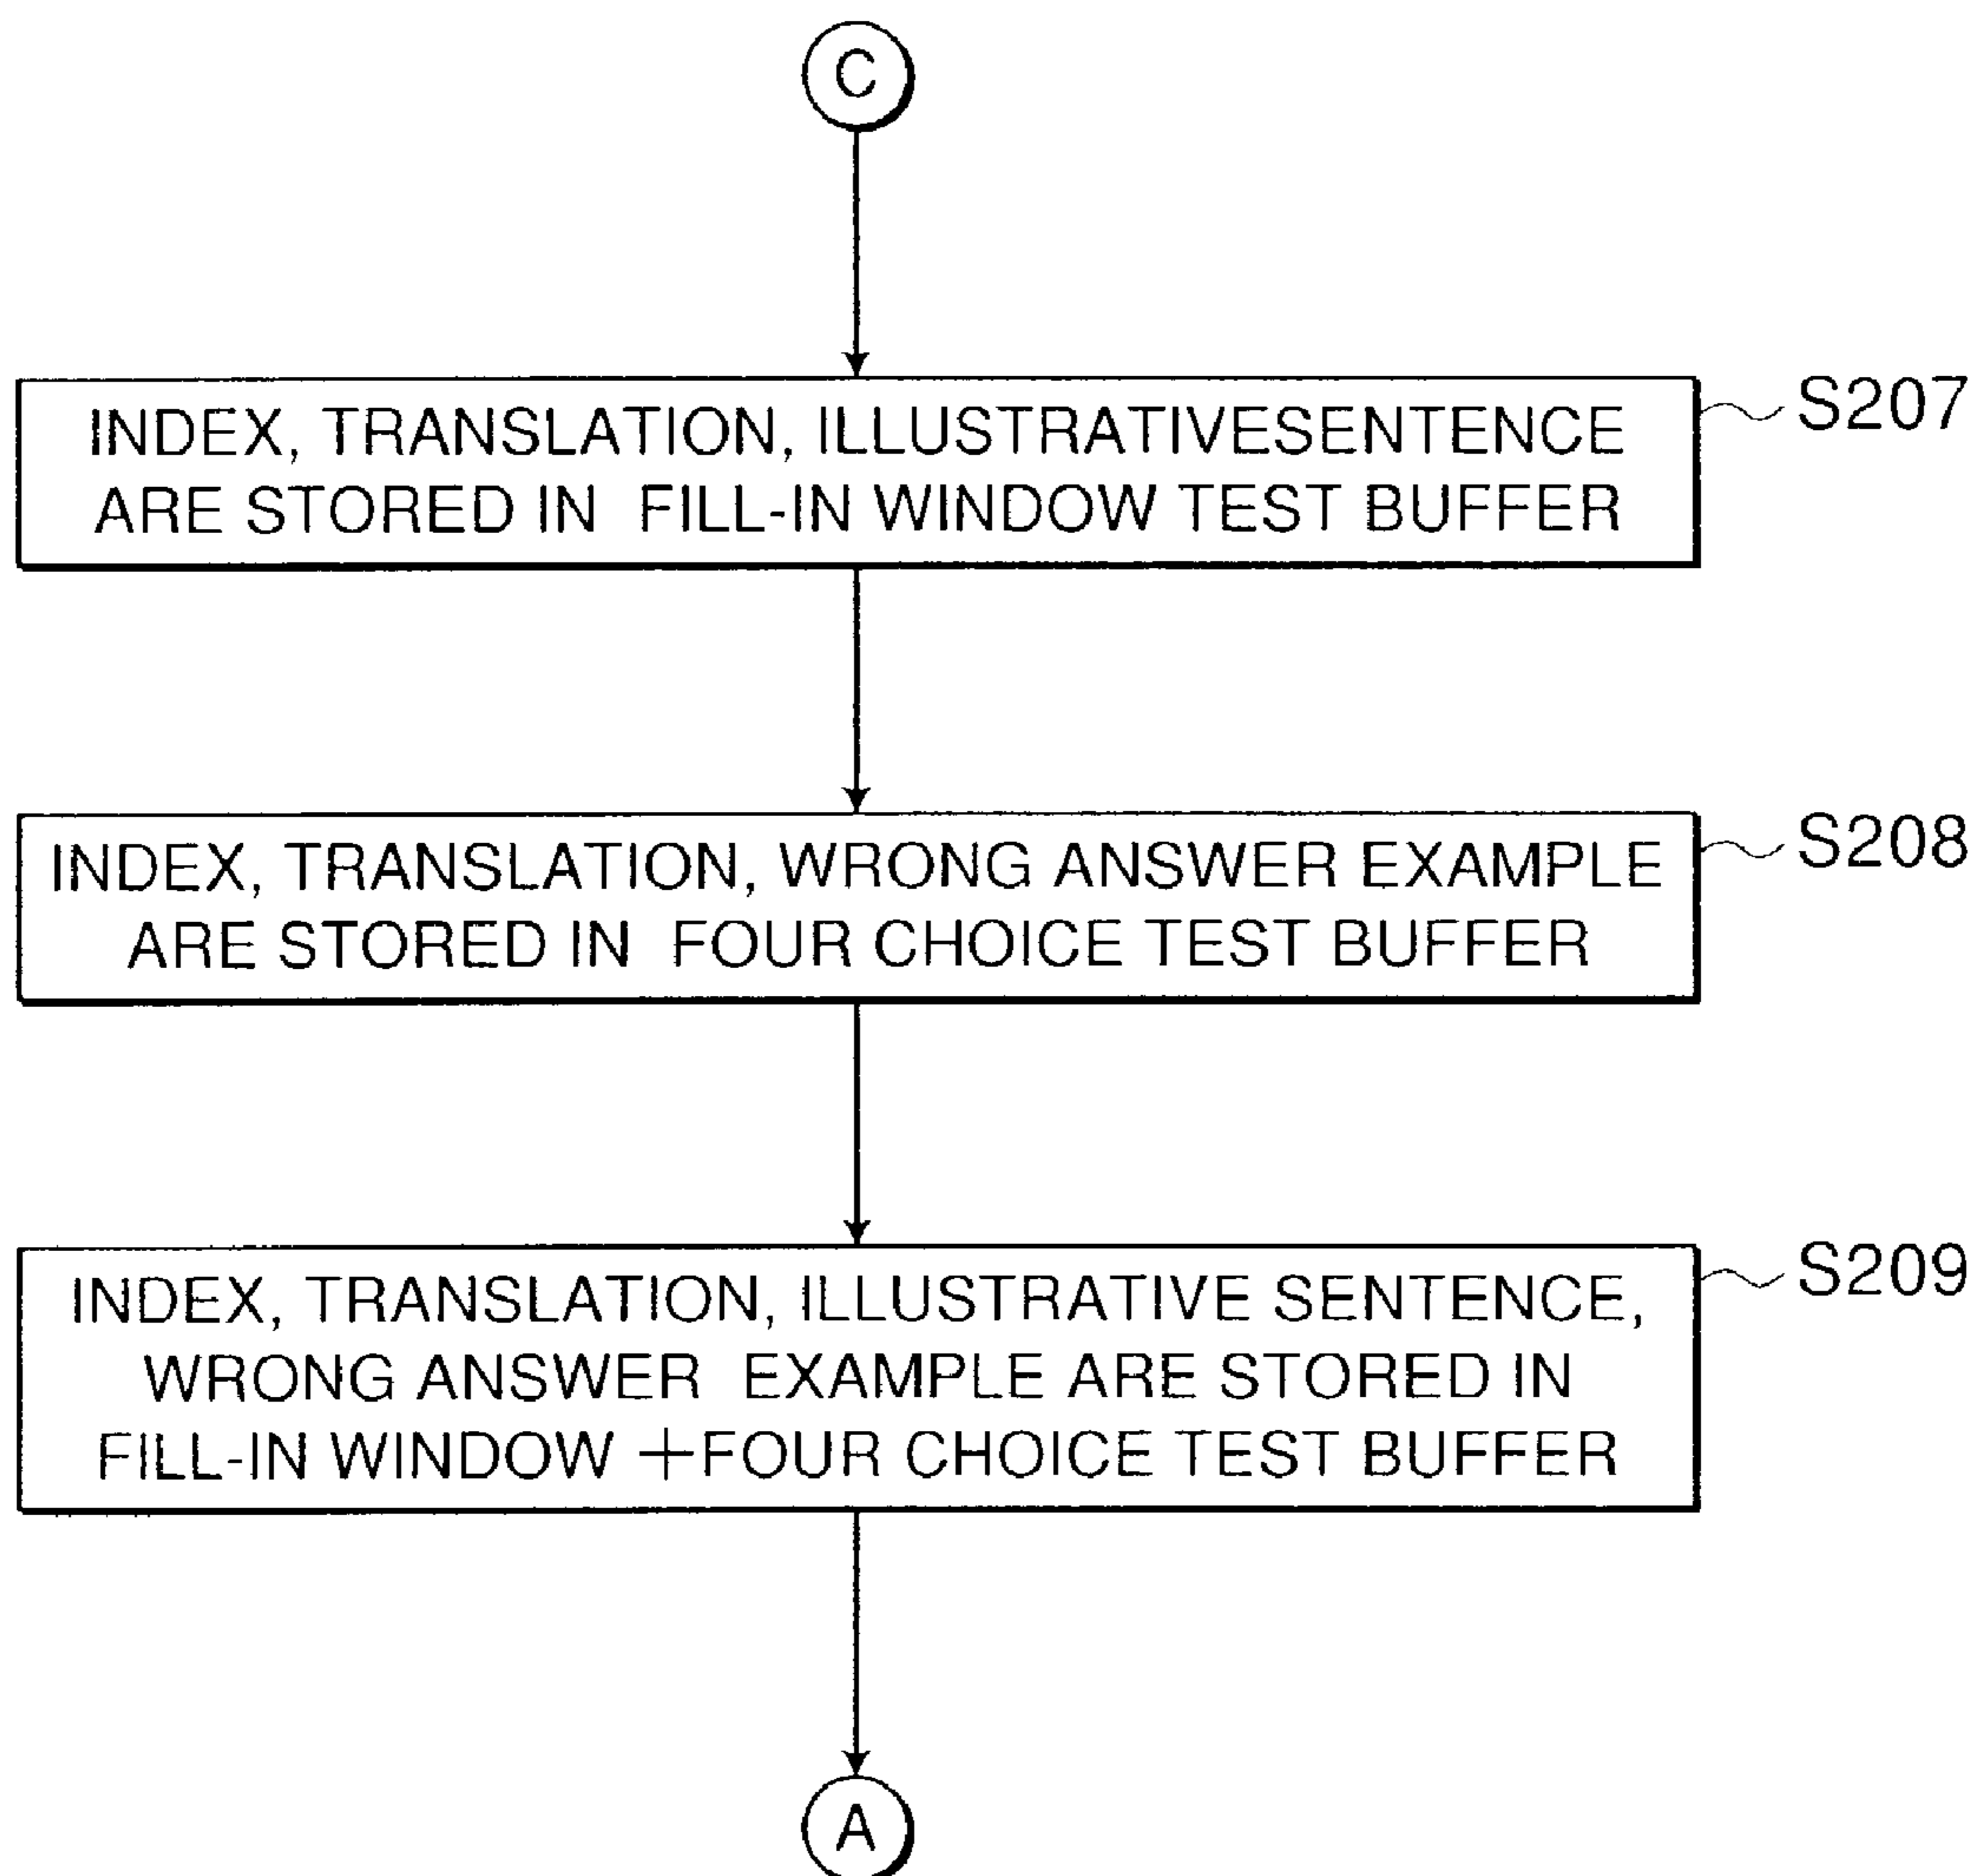 C
INDEX, TRANSLATION, ILLUSTRATIVESENTENCE
ARE STORED IN FILL-IN WINDOW TEST BUFFER
S207
INDEX, TRANSLATION, WRONG ANSWER EXAMPLE
ARE STORED IN FOUR CHOICE TEST BUFFER
S208
INDEX, TRANSLATION, ILLUSTRATIVE SENTENCE,
WRONG ANSWER EXAMPLE ARE STORED IN
FILL-IN WINDOW +FOUR CHOICE TEST BUFFER
S209
A